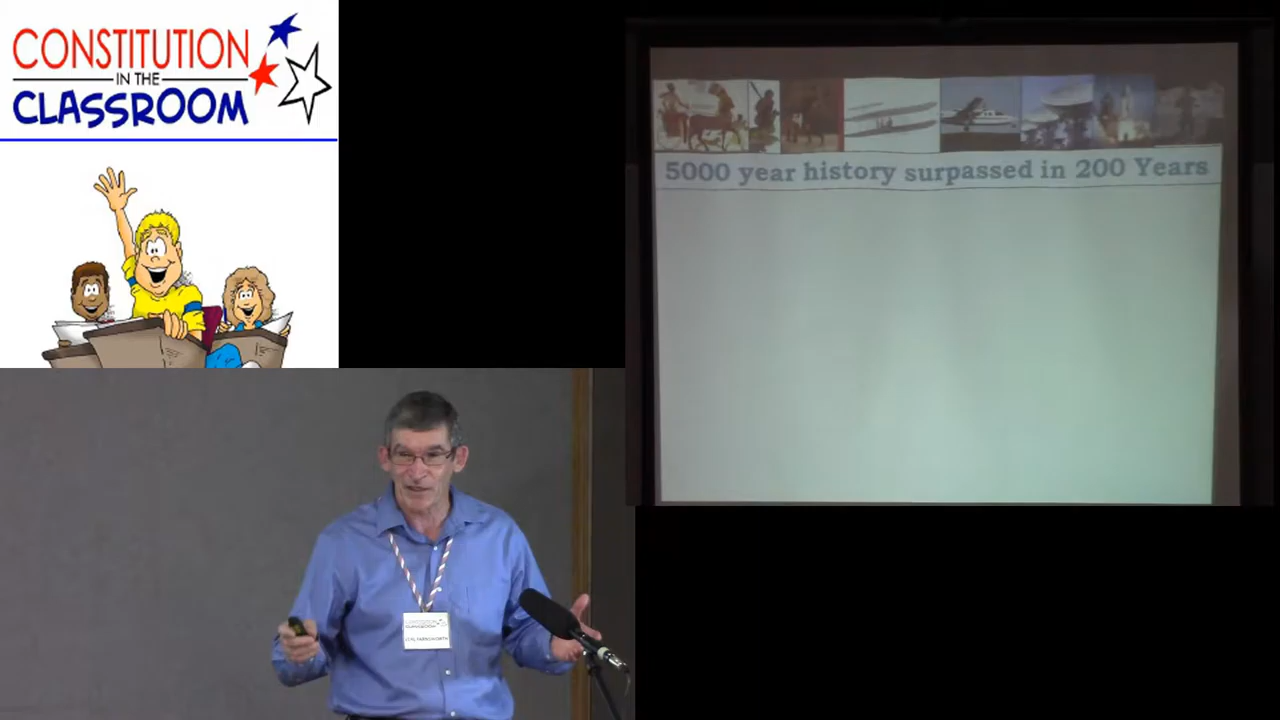 CONSTITUTION
IN THE
CLASSROOM
5000 year history surpassed in 200 Years